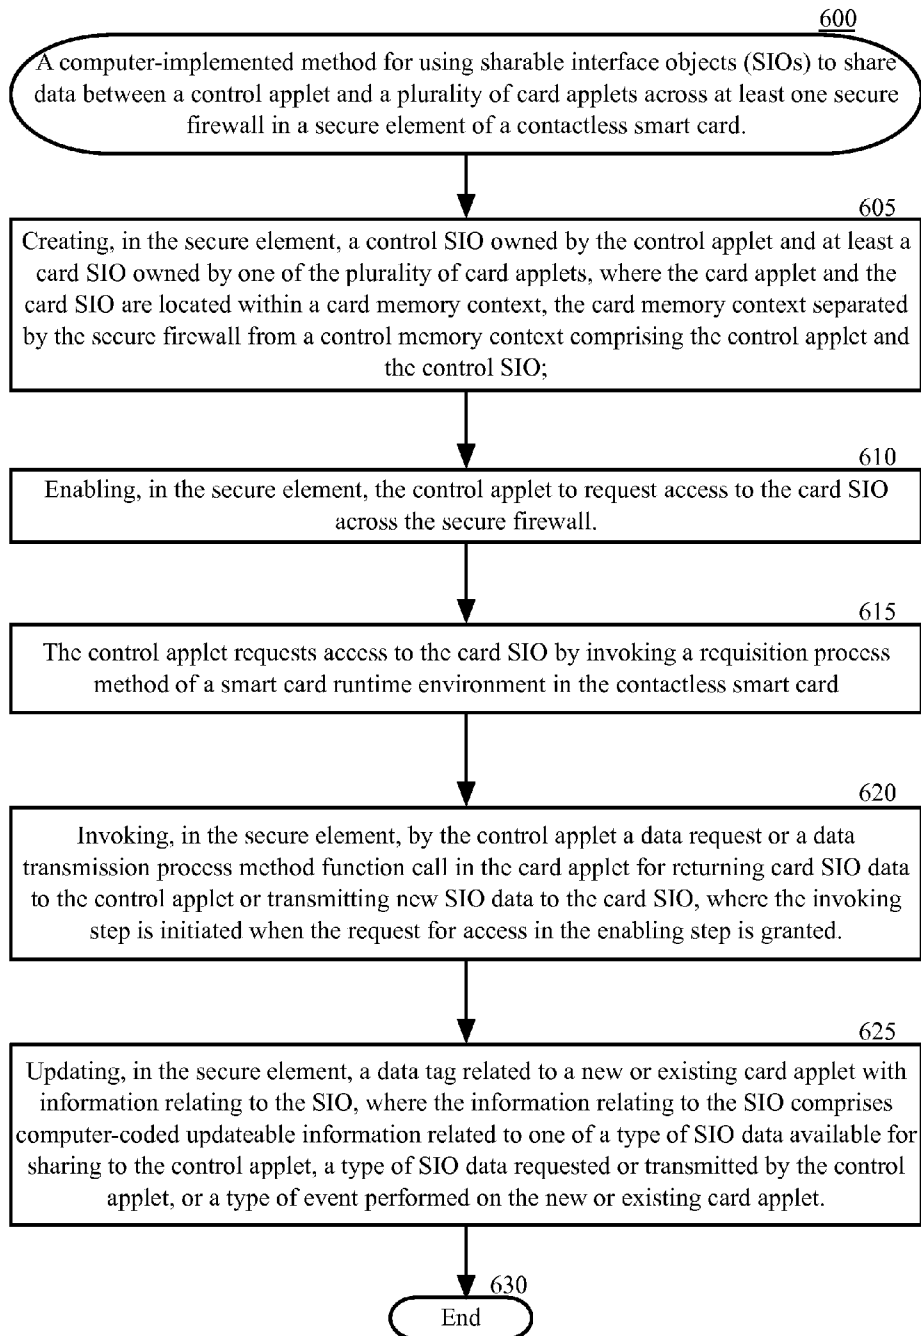 600
A computer-implemented method for using sharable interface objects (SIOs) to share
data between a control applet and a plurality of card applets across at least one secure
firewall in a secure element of a contactless smart card.
605
Creating, in the secure element, a control SIO owned by the control applet and at least a
card SIO owned by one of the plurality of card applets, where the card applet and the
card SIO are located within a card memory context, the card memory context separated
by the secure firewall from a control memory context comprising the control applet and
the control SIO;
610
Enabling, in the secure element, the control applet to request access to the card SIO
across the secure firewall.
615
The control applet requests access to the card SIO by invoking a requisition process
method of a smart card runtime environment in the contactless smart card
620
Invoking, in the secure element, by the control applet a data request or a data
transmission process method function call in the card applet for returning card SIO data
to the control applet or transmitting new SIO data to the card SIO, where the invoking
step is initiated when the request for access in the enabling step is granted.
625
Updating, in the secure element, a data tag related to a new or existing card applet with
information relating to the SIO, where the information relating to the SIO comprises
computer-coded updateable information related to one of a type of SIO data available for
sharing to the control applet, a type of SIO data requested or transmitted by the control
applet, or a type of event performed on the new or existing card applet.
630
End